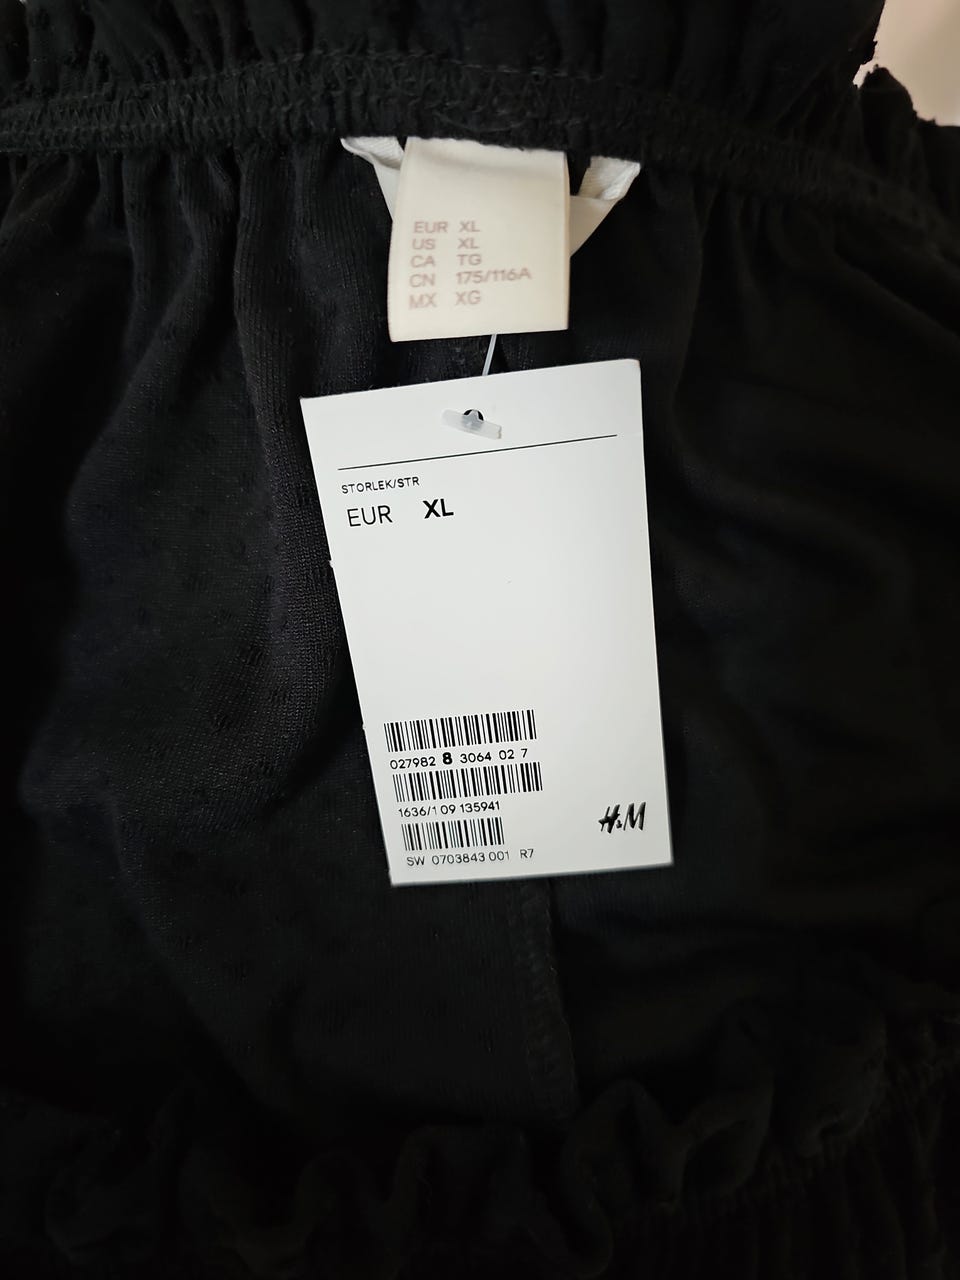 EUR XL
US XL
CA TG
CN 175/116A
MX XG
STORLEK/STR
EUR XL
027982 8 3064 02 7
1636/1 09 135941
H&M
SW 0703843 001 R7